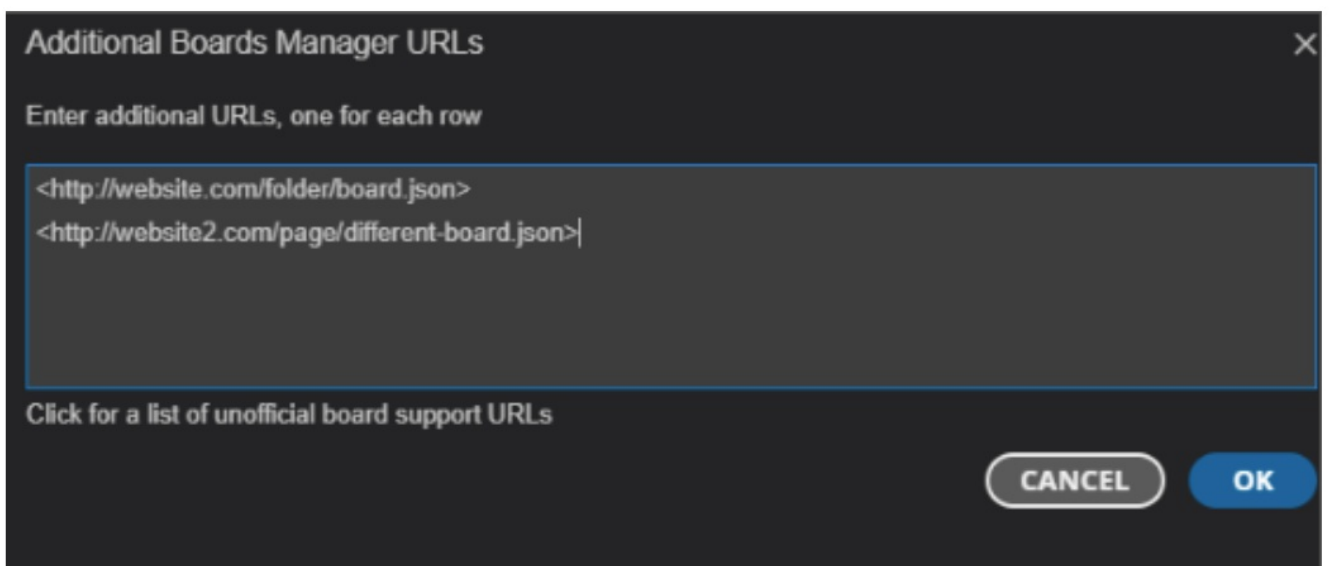 Additional Boards Manager URLs
Enter additional URLs, one for each row
<http://website.com/folder/board.json>
<http://website2.com/page/different-board.json>
Click for a list of unofficial board support URLs
CANCEL
OK